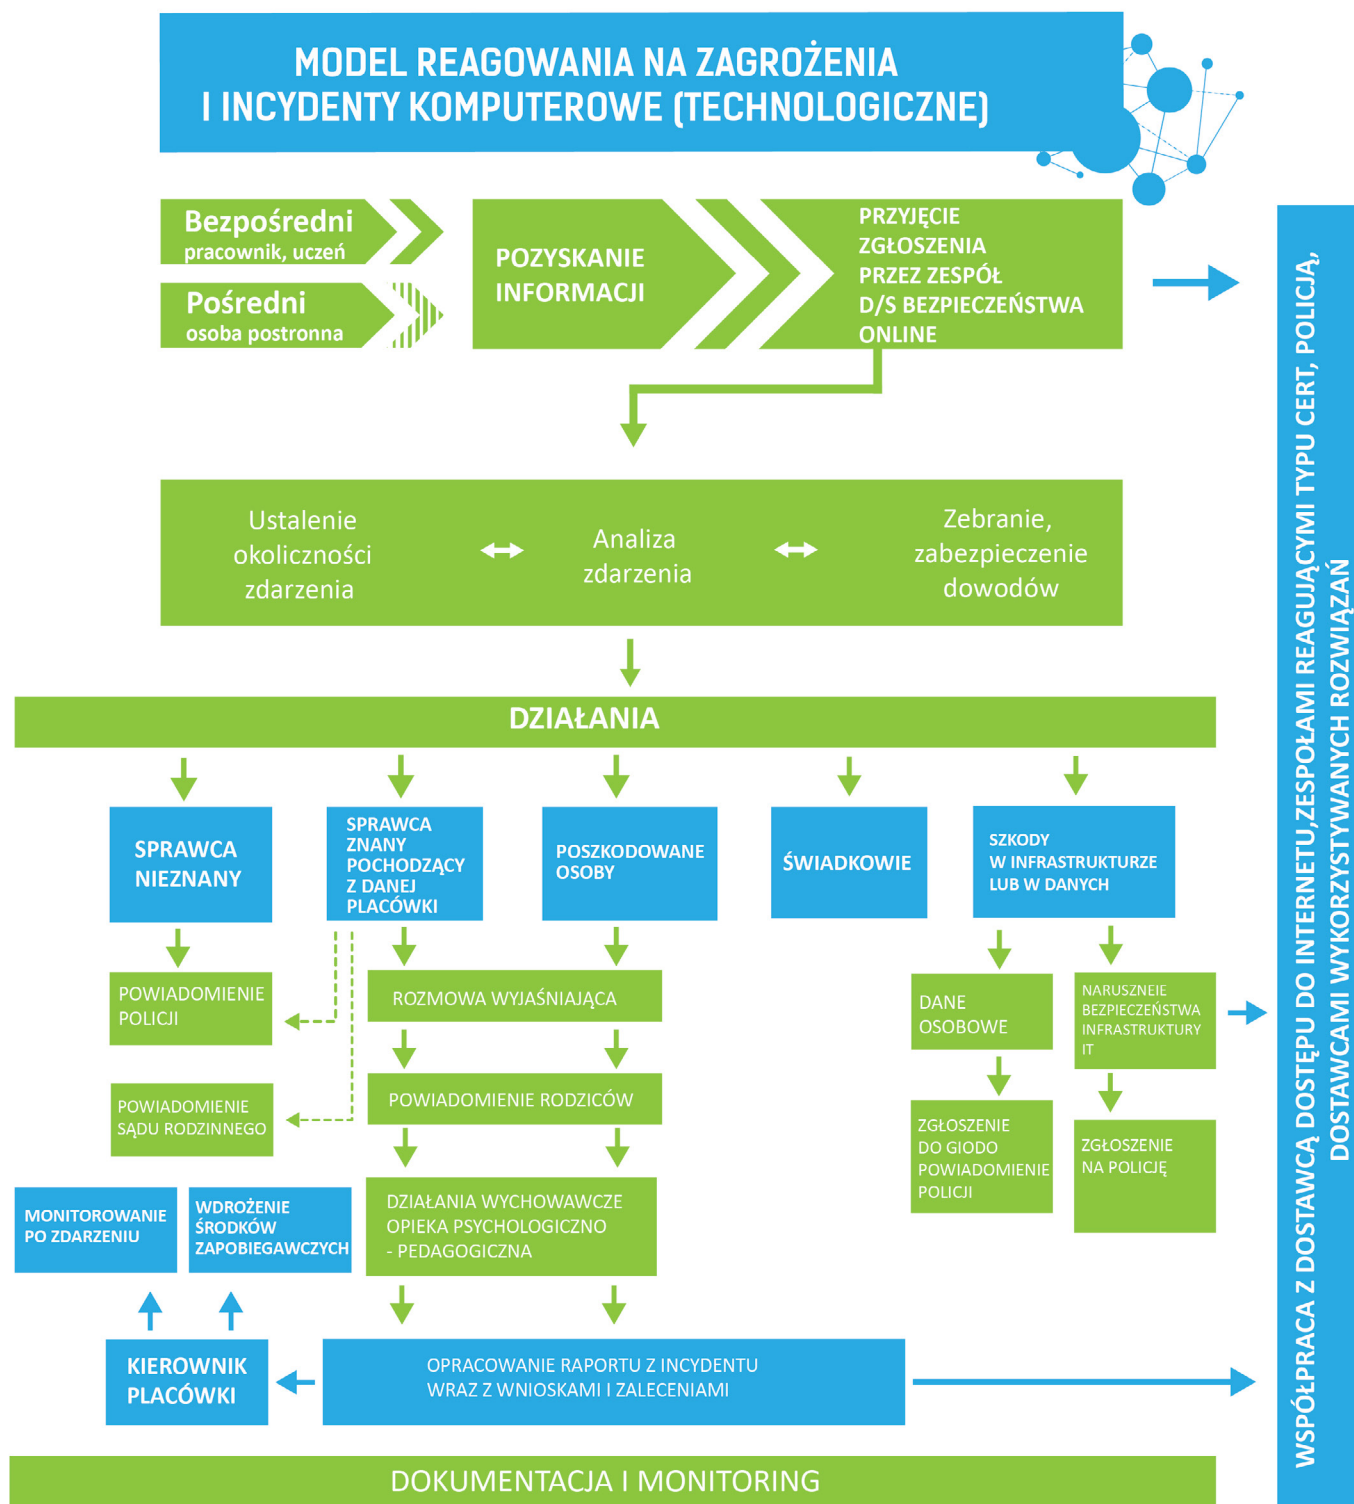 MODEL REAGOWANIA NA ZAGROŻENIA
I INCYDENTY KOMPUTEROWE (TECHNOLOGICZNE)
Bezpośredni
pracownik, uczeń
Pośredni
osoba postronna
POZYSKANIE
INFORMACJI
PRZYJĘCIE
ZGŁOSZENIA
PRZEZ ZESPÓŁ
D/S BEZPIECZEŃSTWA
ONLINE
Ustalenie
okoliczności
zdarzenia
Analiza
zdarzenia
Zebranie,
zabezpieczenie
dowodów
DZIAŁANIA
SPRAWCA
NIEZNANY
SPRAWCA
ZNANY
POCHODZĄCY
Z DANEJ
PLACÓWKI
POSZKODOWANE
OSOBY
ŚWIADKOWIE
SZKODY
W INFRASTRUKTURZE
LUB W DANYCH
POWIADOMIENIE
POLICJI
ROZMOWA WYJAŚNIAJĄCA
DANE
OSOBOWE
NARUSZNEIE
BEZPIECZEŃSTWA
INFRASTRUKTURY
IT
POWIADOMIENIE
SĄDU RODZINNEGO
POWIADOMIENIE RODZICÓW
ZGŁOSZENIE
DO GIODO
POWIADOMIENIE
POLICJI
ZGŁOSZENIE
NA POLICJĘ
MONITOROWANIE
PO ZDARZENIU
WDROŻENIE
ŚRODKÓW
ZAPOBIEGAWCZYCH
DZIAŁANIA WYCHOWAWCZE
OPIEKA PSYCHOLOGICZNO
- PEDAGOGICZNA
KIEROWNIK
PLACÓWKI
OPRACOWANIE RAPORTU Z INCYDENTU
WRAZ Z WNIOSKAMI I ZALECENIAMI
DOKUMENTACJA I MONITORING
WSPÓŁPRACA Z DOSTAWCĄ DOSTĘPU DO INTERNETU,ZESPOŁAMI REAGUJĄCYMI TYPU CERT, POLICJĄ,
DOSTAWCAMI WYKORZYSTYWANYCH ROZWIĄZAŃ